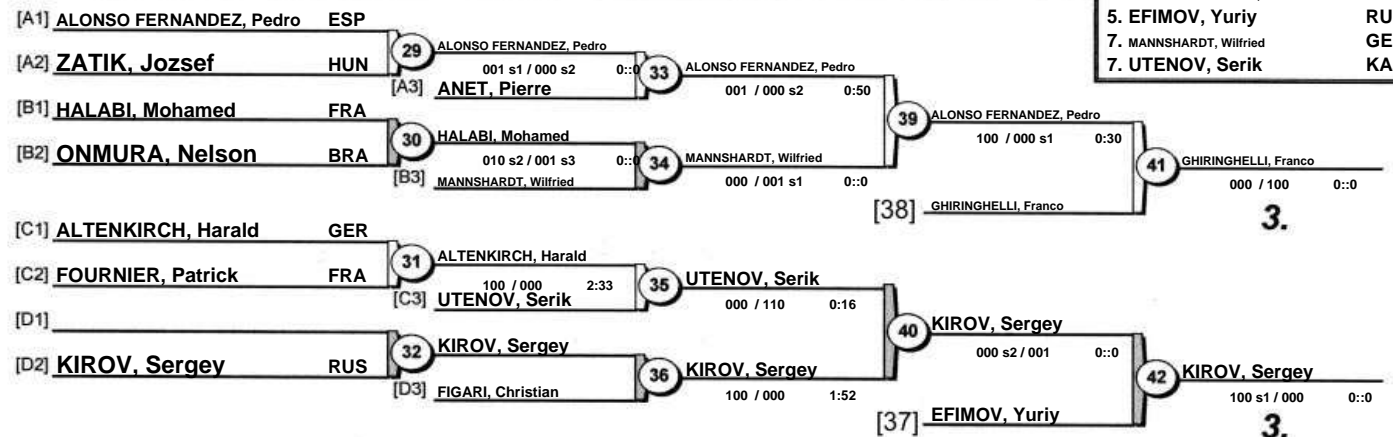 [A1] ALONSO FERNANDEZ, Pedro ESP
[A2] ZATIK, Jozsef HUN
29
ALONSO FERNANDEZ, Pedro
001 s1 / 000 s2 0::0
[A3] ANET, Pierre
33
ALONSO FERNANDEZ, Pedro
001 / 000 s2 0:50
[B1] HALABI, Mohamed FRA
[B2] ONMURA, Nelson BRA
30
HALABI, Mohamed
010 s2 / 001 s3 0::0
[B3] MANNSHARDT, Wilfried
34
MANNSHARDT, Wilfried
000 / 001 s1 0::0
39
ALONSO FERNANDEZ, Pedro
100 / 000 s1 0:30
[38] GHIRINGHELLI, Franco
41
GHIRINGHELLI, Franco
000 / 100 0::0
3.
[C1] ALTENKIRCH, Harald GER
[C2] FOURNIER, Patrick FRA
31
ALTENKIRCH, Harald
100 / 000 2:33
[C3] UTENOV, Serik
35
UTENOV, Serik
000 / 110 0:16
[D1]
[D2] KIROV, Sergey RUS
32
KIROV, Sergey
[D3] FIGARI, Christian
36
KIROV, Sergey
100 / 000 1:52
40
KIROV, Sergey
000 s2 / 001 0::0
[37] EFIMOV, Yuriy
42
KIROV, Sergey
100 s1 / 000 0::0
3.
5. EFIMOV, Yuriy RU
7. MANNSHARDT, Wilfried GE
7. UTENOV, Serik KA